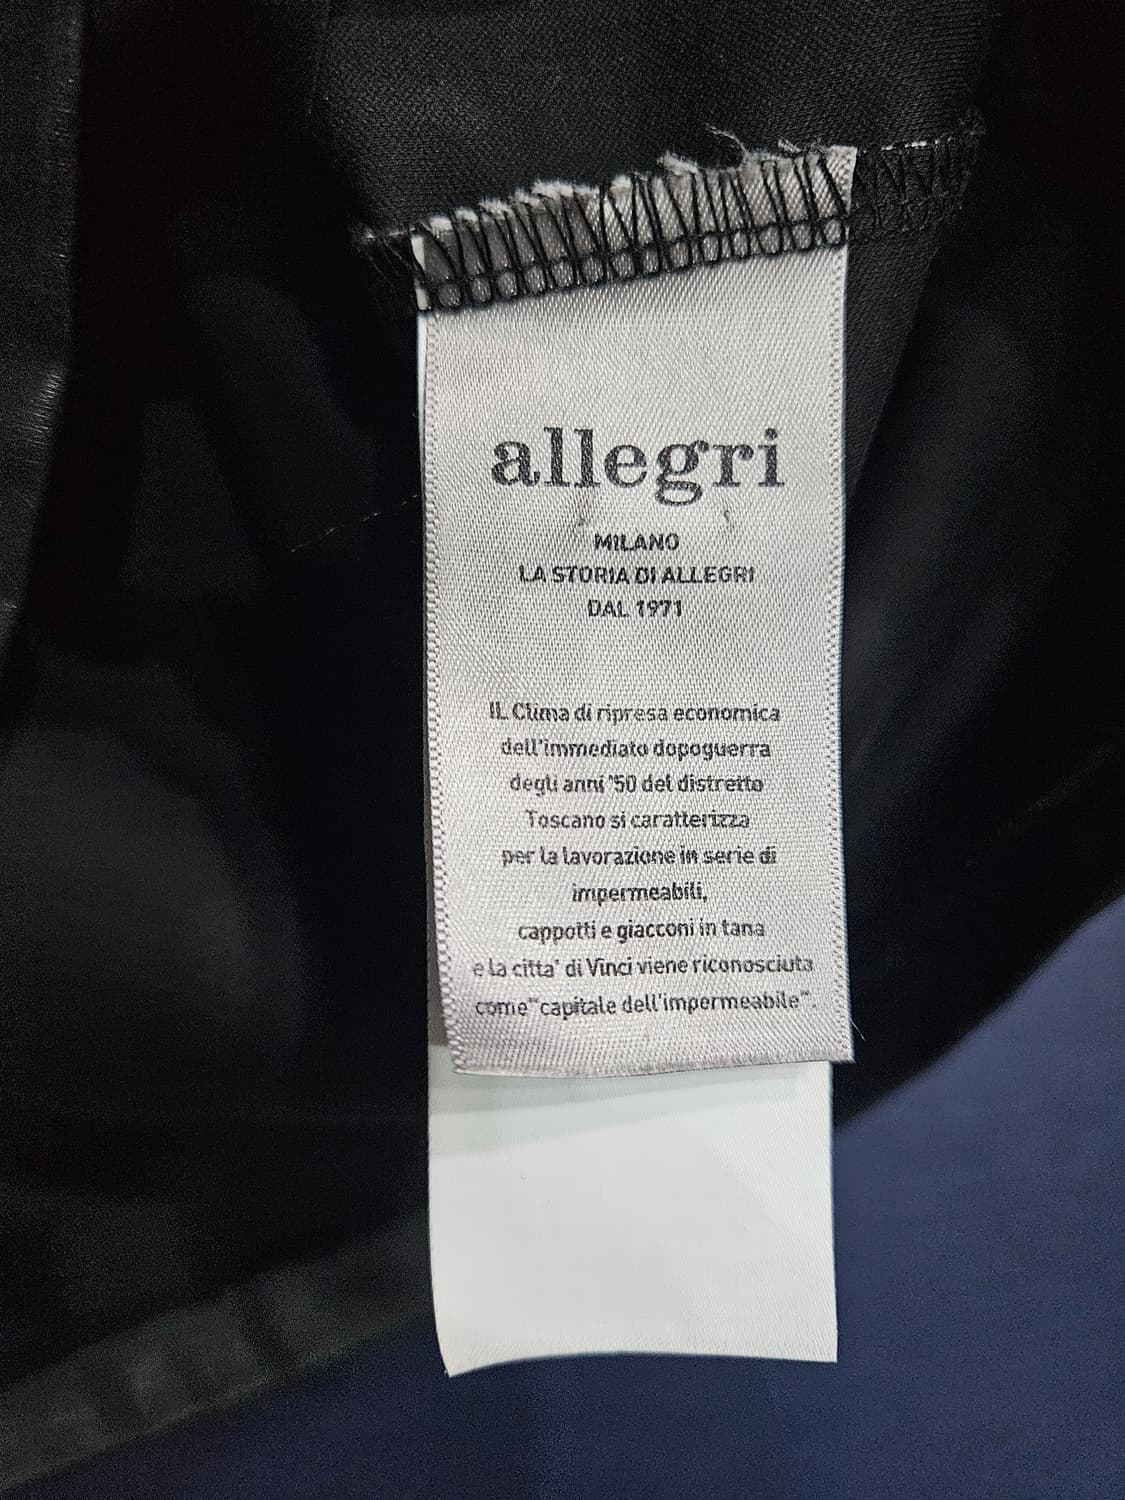 allegri
MILANO
LA STORIA DI ALLEGRI
DAL 1971
IL Clima di ripresa economica
dell'immediato dopoguerra
degli anni '50 del distretto
Toscano si caratterizza
per la lavorazione in serie di
impermeabili,
cappotti e giacconi in tana
e la citta' di Vinci viene riconosciuta
come"capitale dell'impermeabile".